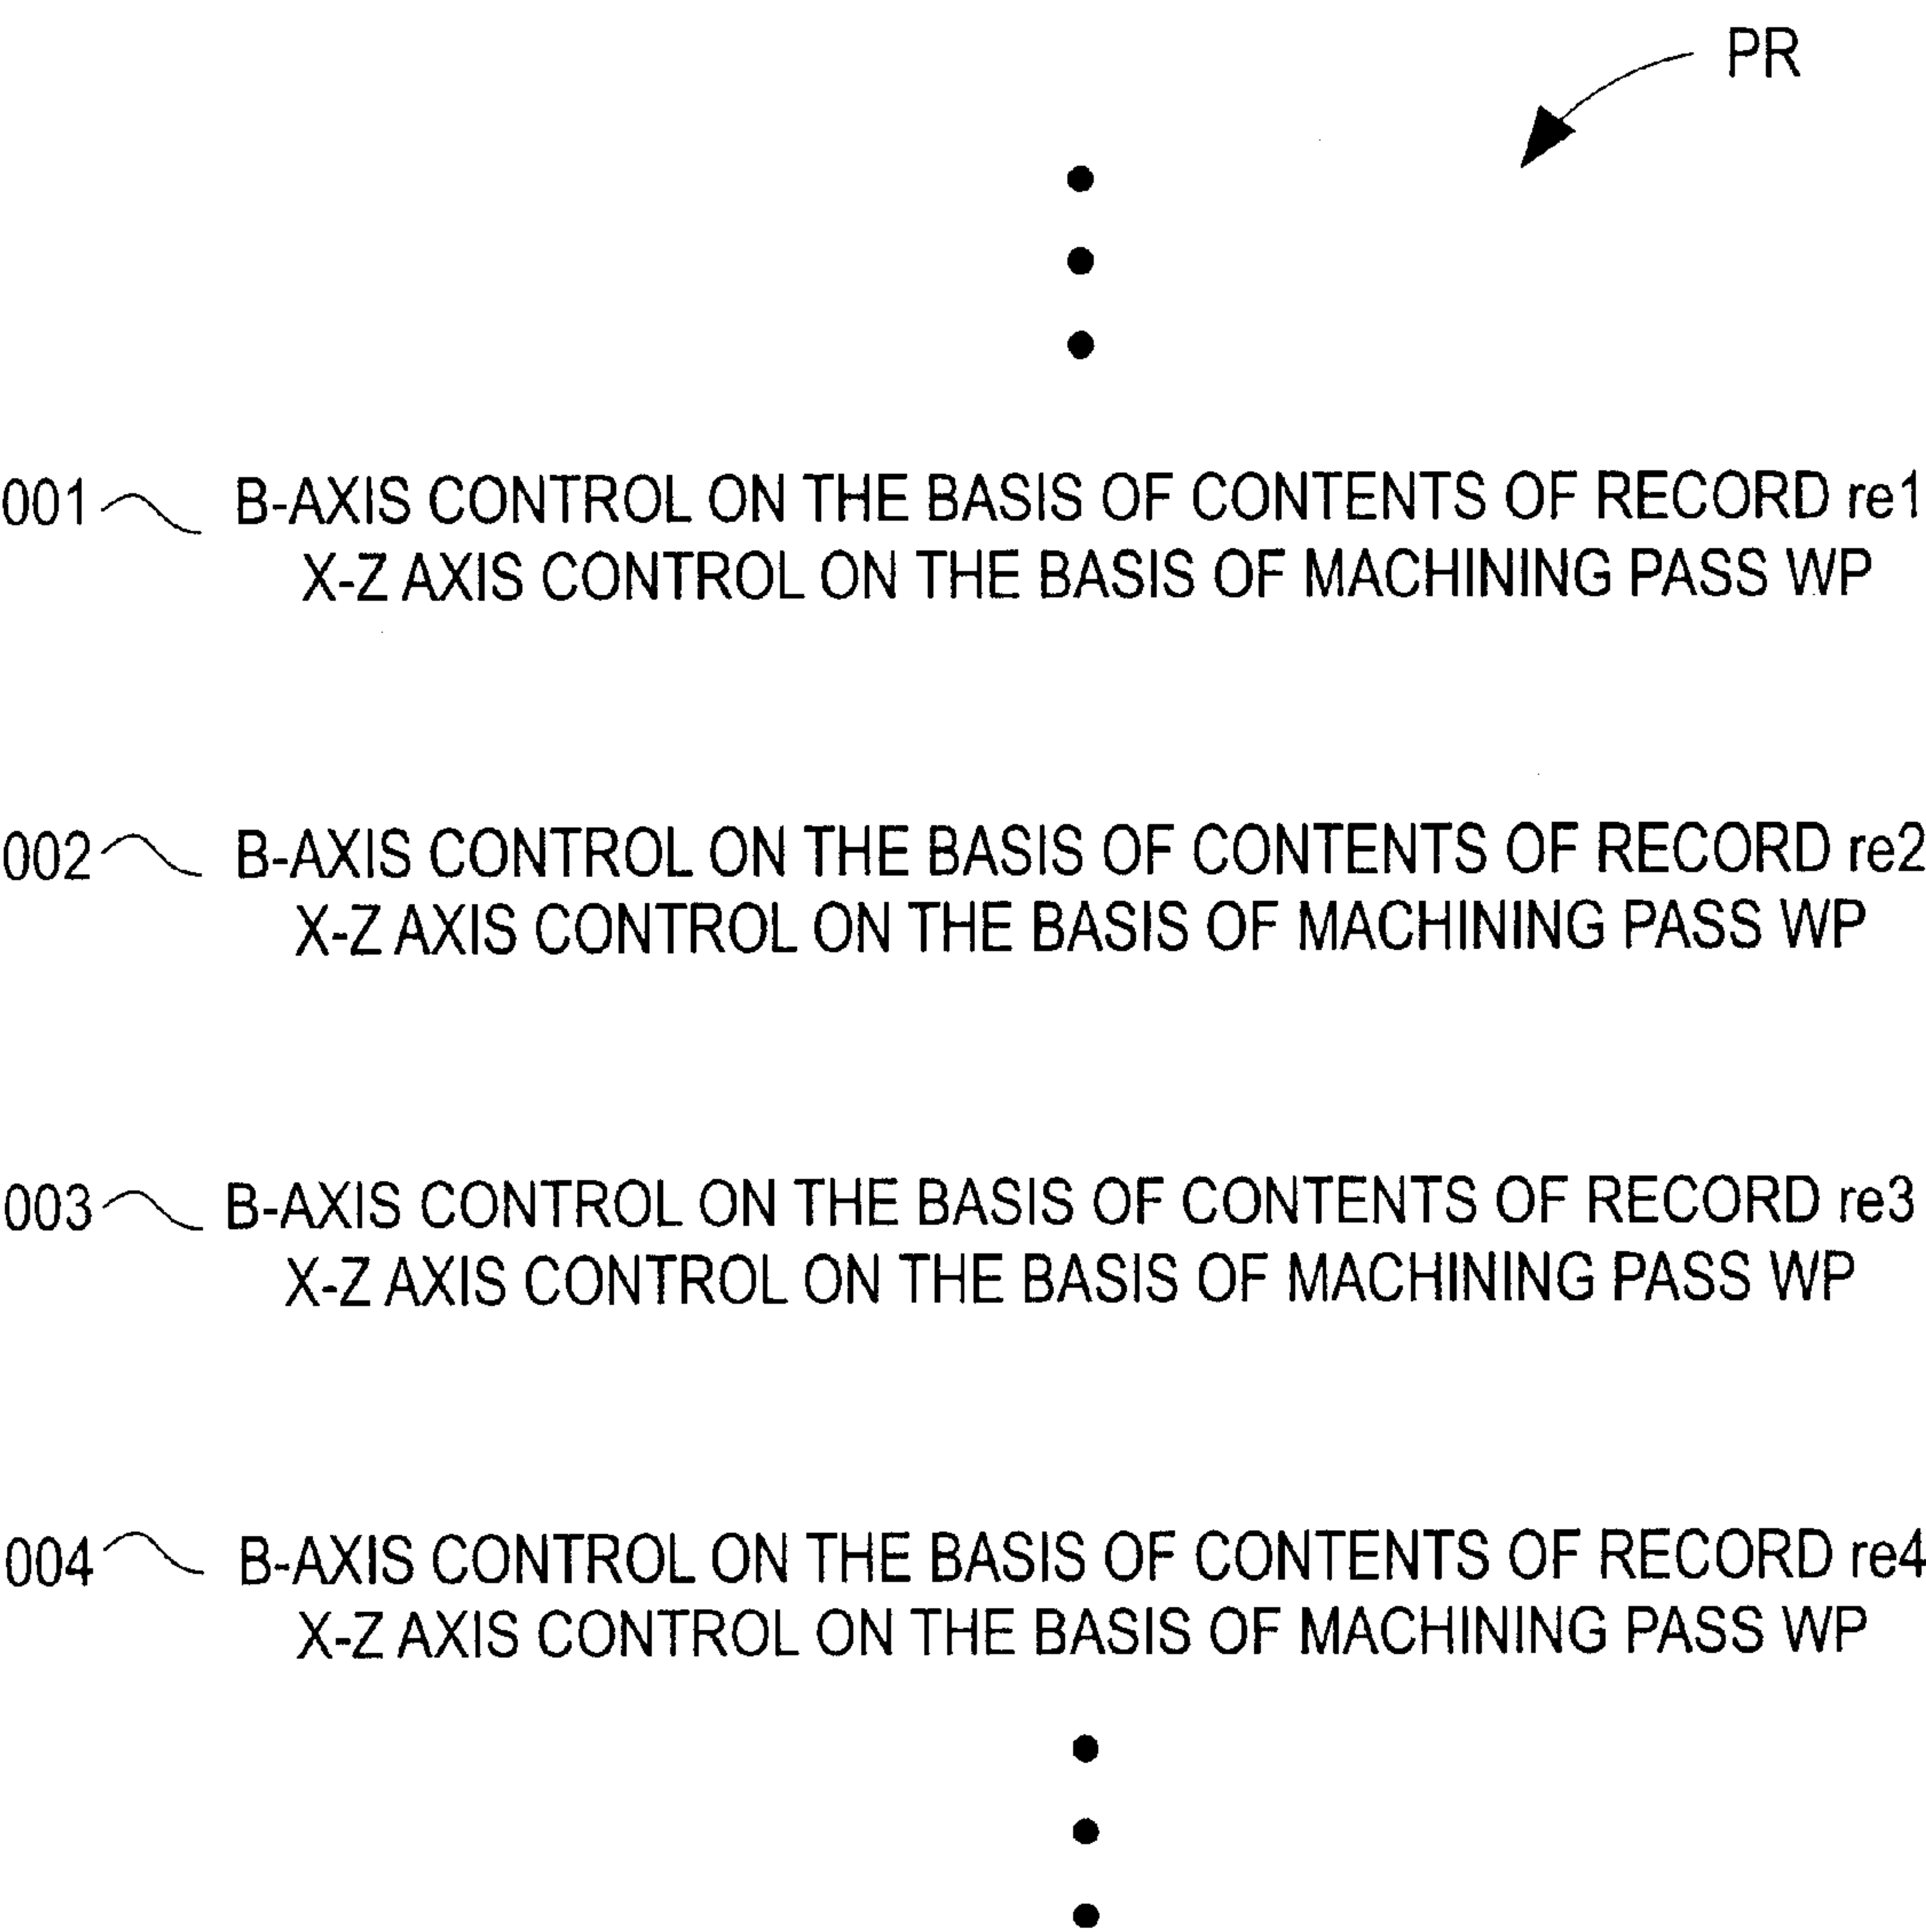 PR
001 B-AXIS CONTROL ON THE BASIS OF CONTENTS OF RECORD re1
X-Z AXIS CONTROL ON THE BASIS OF MACHINING PASS WP
002 B-AXIS CONTROL ON THE BASIS OF CONTENTS OF RECORD re2
X-Z AXIS CONTROL ON THE BASIS OF MACHINING PASS WP
003 B-AXIS CONTROL ON THE BASIS OF CONTENTS OF RECORD re3
X-Z AXIS CONTROL ON THE BASIS OF MACHINING PASS WP
004 B-AXIS CONTROL ON THE BASIS OF CONTENTS OF RECORD re4
X-Z AXIS CONTROL ON THE BASIS OF MACHINING PASS WP